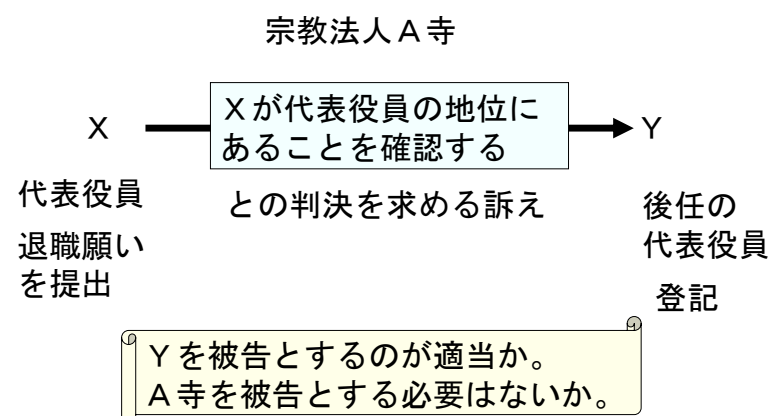 宗教法人A寺
X
Xが代表役員の地位に
あることを確認する
Y
代表役員
退職願い
を提出
との判決を求める訴え
後任の
代表役員
登記
Yを被告とするのが適当か。
A寺を被告とする必要はないか。